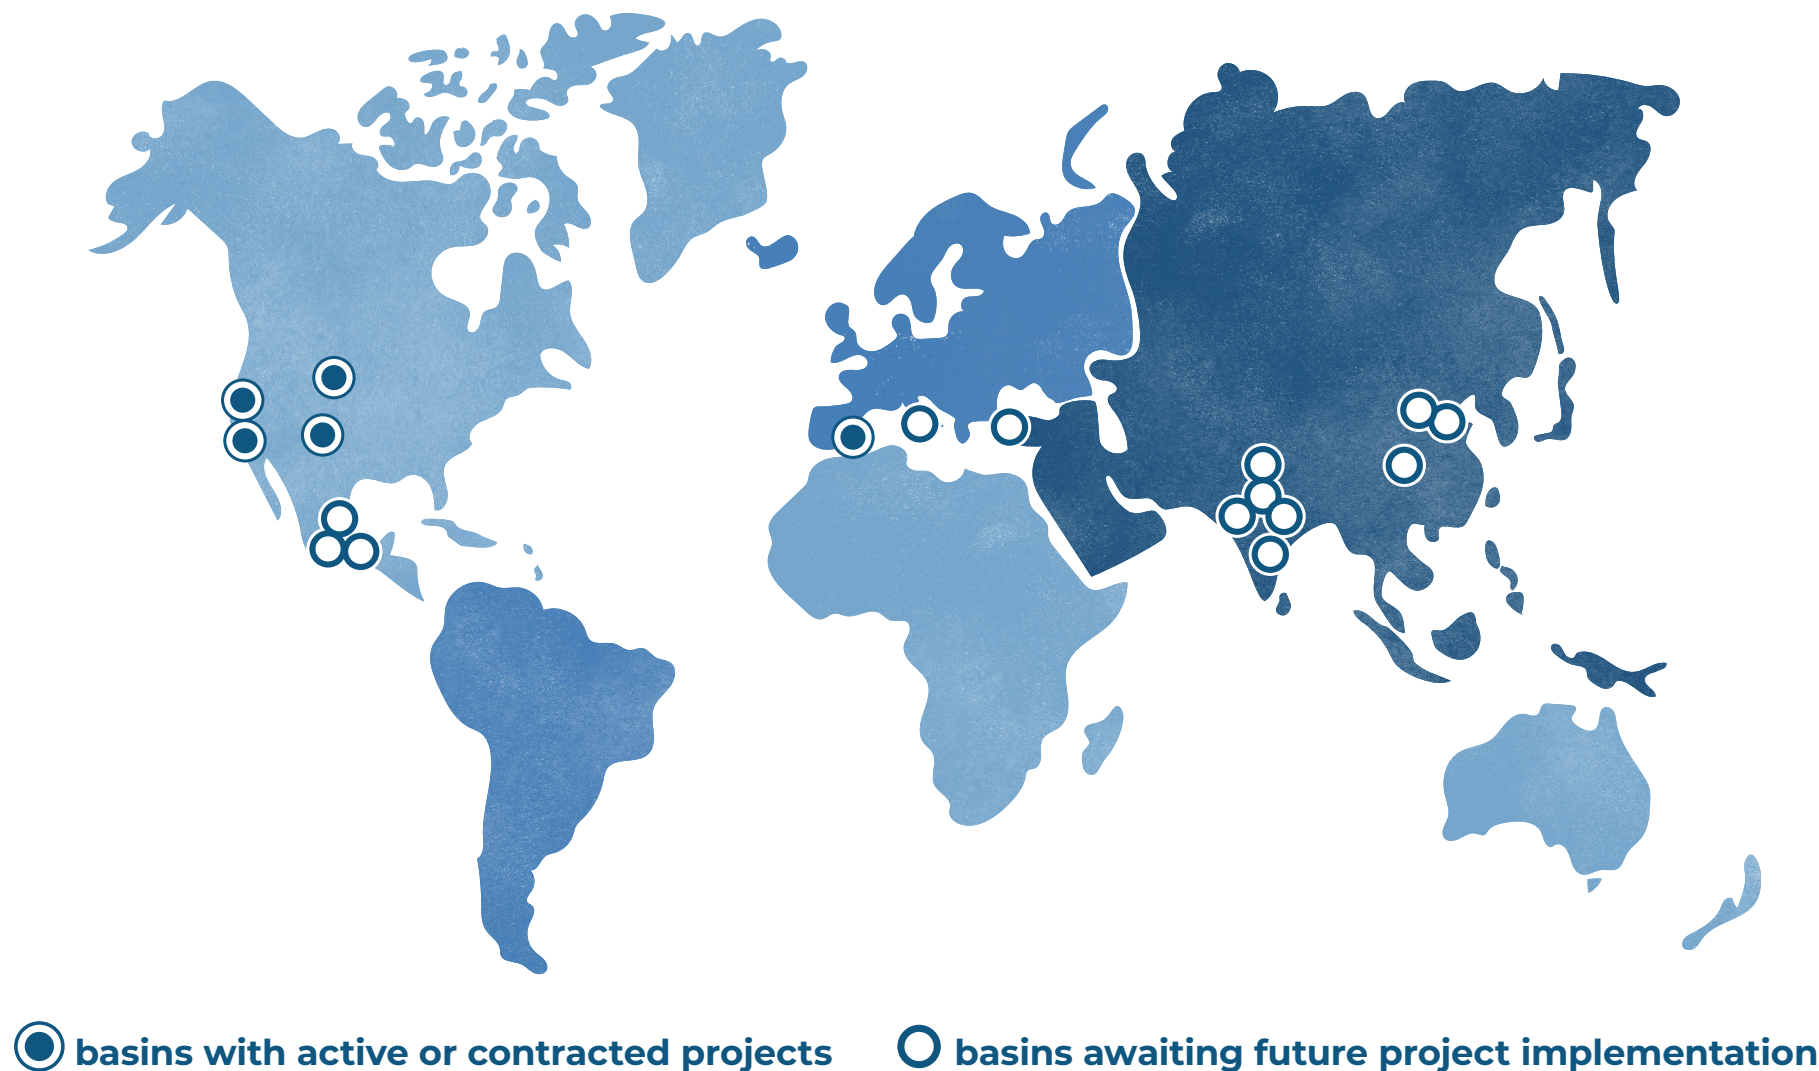 basins with active or contracted projects
basins awaiting future project implementation